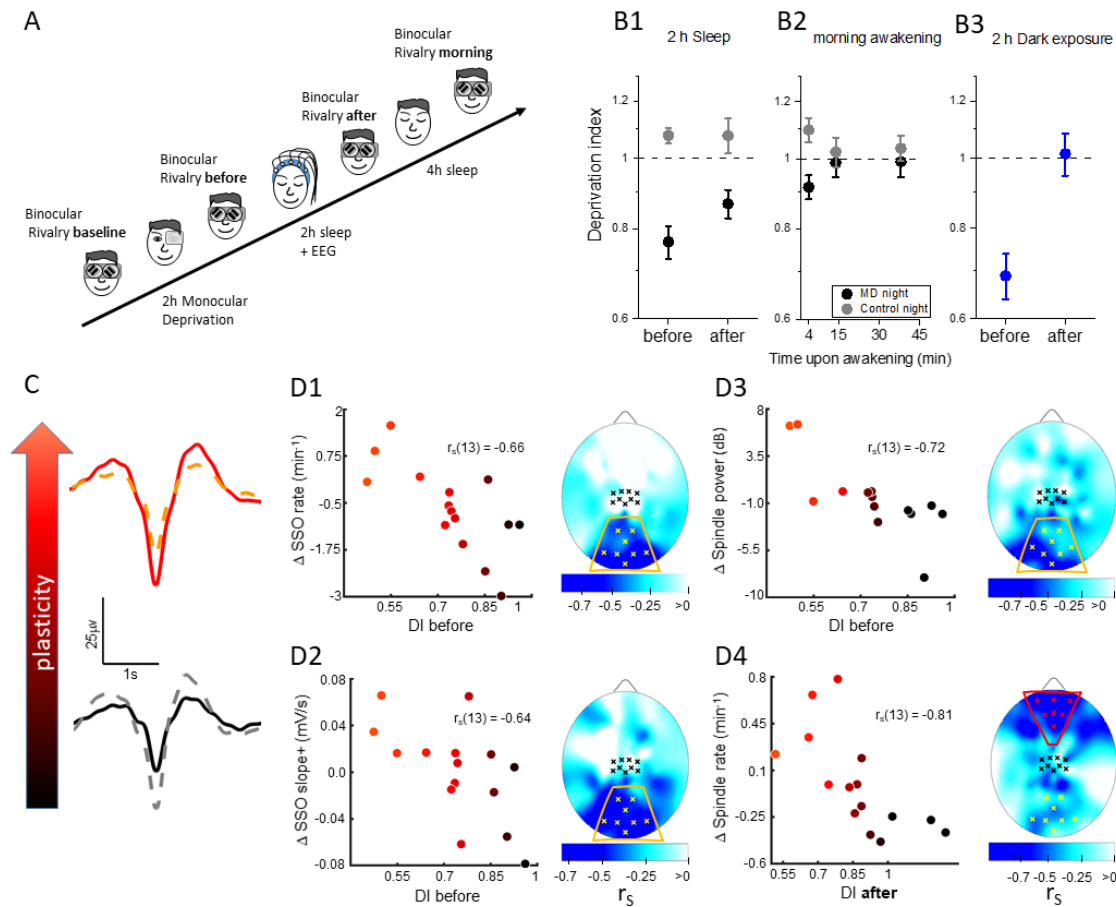 A
Binocular
Rivalry morning
Binocular
Rivalry after
Binocular
Rivalry before
Binocular
Rivalry baseline
4h sleep
2h sleep
+ EEG
2h Monocular
Deprivation
B1
2 h Sleep
B2
morning awakening
B3
2 h Dark exposure
Deprivation index
1.2
1
0.8
0.6
before
after
1.2
1
0.8
0.6
4
15
30
45
Time upon awakening (min)
MD night
Control night
1.2
1
0.8
0.6
before
after
C
plasticity
25µV
1s
D1
Δ SSO rate (min⁻¹)
2
0.75
-0.5
-1.75
-3
rₛ(13) = -0.66
0.55
0.7
0.85
1
DI before
-0.7 -0.5 -0.25 >0
D3
Δ Spindle power (dB)
8
3.5
-1.0
-5.5
-10
rₛ(13) = -0.72
0.55
0.7
0.85
1
DI before
-0.7 -0.5 -0.25 >0
D2
Δ SSO slope+ (mV/s)
0.08
0.04
0.0
-0.04
-0.08
rₛ(13) = -0.64
0.55
0.7
0.85
1
DI before
-0.7 -0.5 -0.25 >0
rₛ
D4
Δ Spindle rate (min⁻¹)
0.8
0.45
0.1
-0.25
-0.6
rₛ(13) = -0.81
0.55
0.7
0.85
1
DI after
-0.7 -0.5 -0.25 >0
rₛ